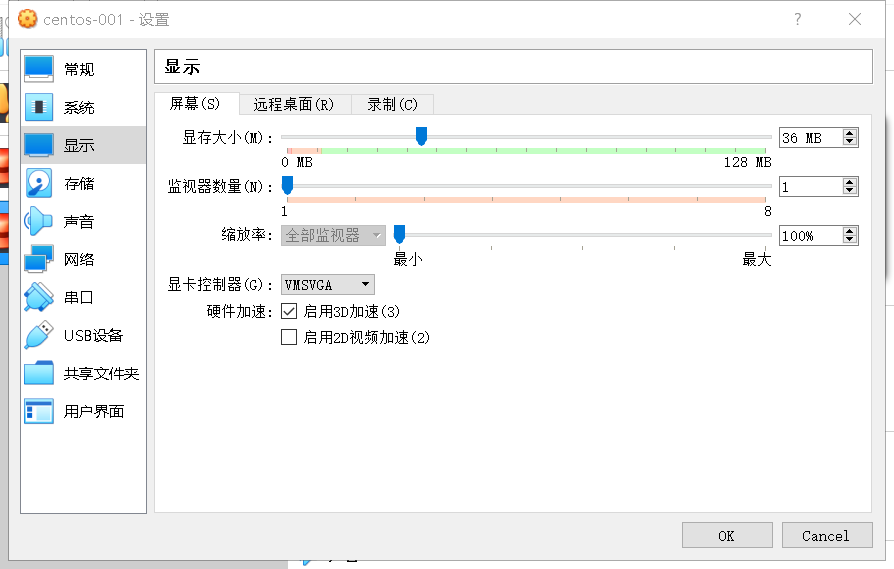 centos-001 - 设置
?
常规
系统
显示
存储
声音
网络
串口
USB设备
共享文件夹
用户界面
显示
屏幕(S) 远程桌面(R) 录制(C)
显存大小(M): 36 MB
0 MB 128 MB
监视器数量(N): 1
1 8
缩放率: 全部监视器 100%
最小 最大
显卡控制器(G): VMSVGA
硬件加速: 启用3D加速(3)
启用2D视频加速(2)
OK Cancel